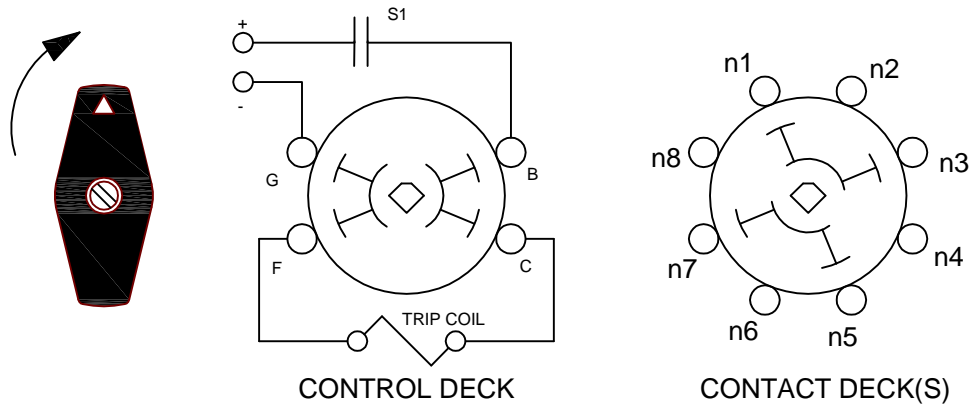 S1
+
-
G
B
F
C
TRIP COIL
CONTROL DECK
n1
n2
n3
n4
n5
n6
n7
n8
CONTACT DECK(S)